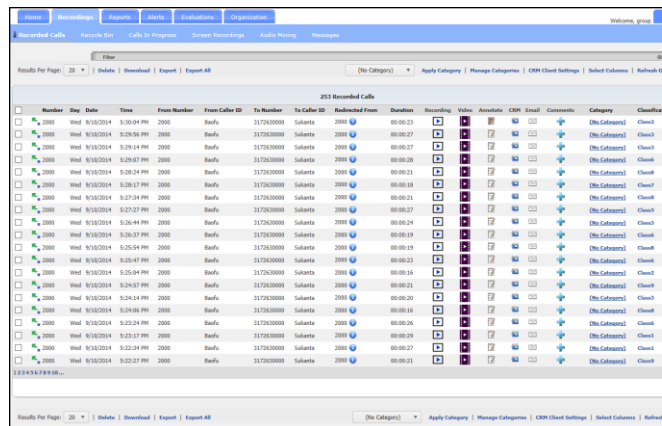 Home Recordings Reports Alerts Evaluations Organization
Welcome, group
Recorded Calls Recycle Bin Calls In Progress Screen Recordings Audio Mining Messages
Filter
Results Per Page: 20 | Delete | Download | Export | Export All (No Category) Apply Category | Manage Categories | CRM Client Settings | Select Columns | Refresh G
253 Recorded Calls
Number Day Date Time From Number From Caller ID To Number To Caller ID Redirected From Duration Recording Video Annotate CRM Email Comments Category Classifica
2000 Wed 9/10/2014 5:30:04 PM 2000 Baofu 3172630000 Sukanta 2000 00:00:23 [No Category] Class3
2000 Wed 9/10/2014 5:29:56 PM 2000 Baofu 3172630000 Sukanta 2000 00:00:27 [No Category] Class3
2000 Wed 9/10/2014 5:29:14 PM 2000 Baofu 3172630000 Sukanta 2000 00:00:27 [No Category]
2000 Wed 9/10/2014 5:29:07 PM 2000 Baofu 3172630000 Sukanta 2000 00:00:28 [No Category]
2000 Wed 9/10/2014 5:28:24 PM 2000 Baofu 3172630000 Sukanta 2000 00:00:21 [No Category]
2000 Wed 9/10/2014 5:28:17 PM 2000 Baofu 3172630000 Sukanta 2000 00:00:18 [No Category] Class7
2000 Wed 9/10/2014 5:27:34 PM 2000 Baofu 3172630000 Sukanta 2000 00:00:21 [No Category]
2000 Wed 9/10/2014 5:27:27 PM 2000 Baofu 3172630000 Sukanta 2000 00:00:27 [No Category]
2000 Wed 9/10/2014 5:26:44 PM 2000 Baofu 3172630000 Sukanta 2000 00:00:24 [No Category]
2000 Wed 9/10/2014 5:26:37 PM 2000 Baofu 3172630000 Sukanta 2000 00:00:19 [No Category]
2000 Wed 9/10/2014 5:25:54 PM 2000 Baofu 3172630000 Sukanta 2000 00:00:19 [No Category]
2000 Wed 9/10/2014 5:25:47 PM 2000 Baofu 3172630000 Sukanta 2000 00:00:23 [No Category]
2000 Wed 9/10/2014 5:25:04 PM 2000 Baofu 3172630000 Sukanta 2000 00:00:16 [No Category] Class2
2000 Wed 9/10/2014 5:24:57 PM 2000 Baofu 3172630000 Sukanta 2000 00:00:21 [No Category]
2000 Wed 9/10/2014 5:24:14 PM 2000 Baofu 3172630000 Sukanta 2000 00:00:20 [No Category] Class3
2000 Wed 9/10/2014 5:24:06 PM 2000 Baofu 3172630000 Sukanta 2000 00:00:16 [No Category]
2000 Wed 9/10/2014 5:23:24 PM 2000 Baofu 3172630000 Sukanta 2000 00:00:26 [No Category]
2000 Wed 9/10/2014 5:23:17 PM 2000 Baofu 3172630000 Sukanta 2000 00:00:29 [No Category] Class1
2000 Wed 9/10/2014 5:22:34 PM 2000 Baofu 3172630000 Sukanta 2000 00:00:27 [No Category]
2000 Wed 9/10/2014 5:22:27 PM 2000 Baofu 3172630000 Sukanta 2000 00:00:21 [No Category]
1 2 3 4 5 6 7 8 9 10 ...
Results Per Page: 20 | Delete | Download | Export | Export All (No Category) Apply Category | Manage Categories | CRM Client Settings | Select Columns | Refresh